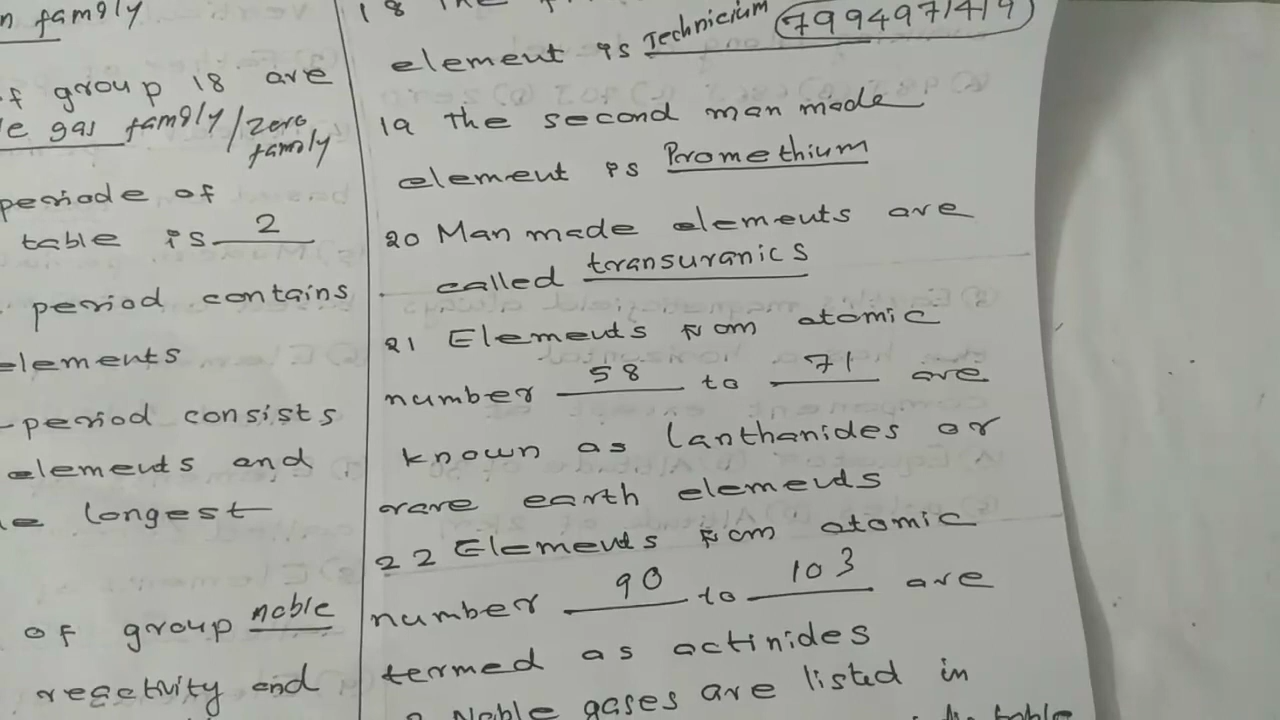 n family
f group 18 are
le gas family/zero
family
periode of
table is 2
period contains
elements
period consists
elements and
longest
of group noble
reactivity and
18 The
element is Technicium 7994971419
19 The second man made
element is Promethium
20 Man made elements are
called transuranics
21 Elements from atomic
number 58 to 71 are
known as lanthanides or
rare earth elements
22 Elements from atomic
number 90 to 103 are
termed as actinides
Noble gases are listed in
table